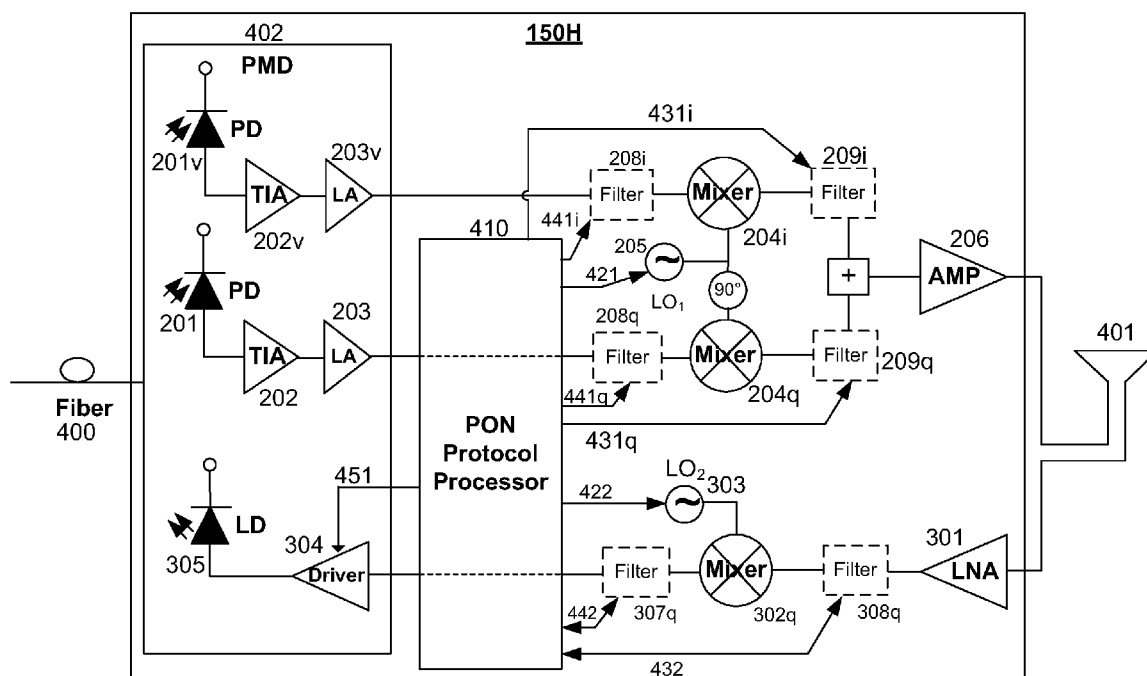 150H
402
PMD
PD
201v
TIA
202v
203v
LA
431i
208i
Filter
Mixer
204i
209i
Filter
441i
410
205
~
LO₁
421
90°
+
206
AMP
PD
201
TIA
202
203
LA
208q
Filter
Mixer
204q
Filter
209q
441q
431q
401
Fiber
400
PON
Protocol
Processor
451
LD
305
304
Driver
LO₂
303
~
422
Filter
307q
442
Mixer
302q
Filter
308q
432
301
LNA